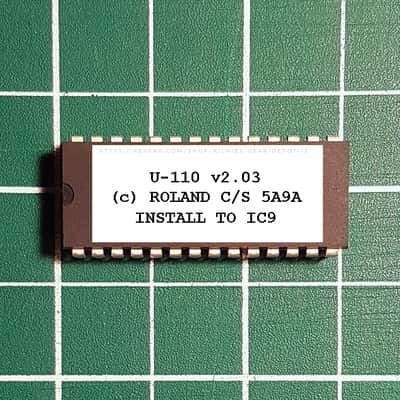 U-110 v2.03
(c) ROLAND C/S 5A9A
INSTALL TO IC9